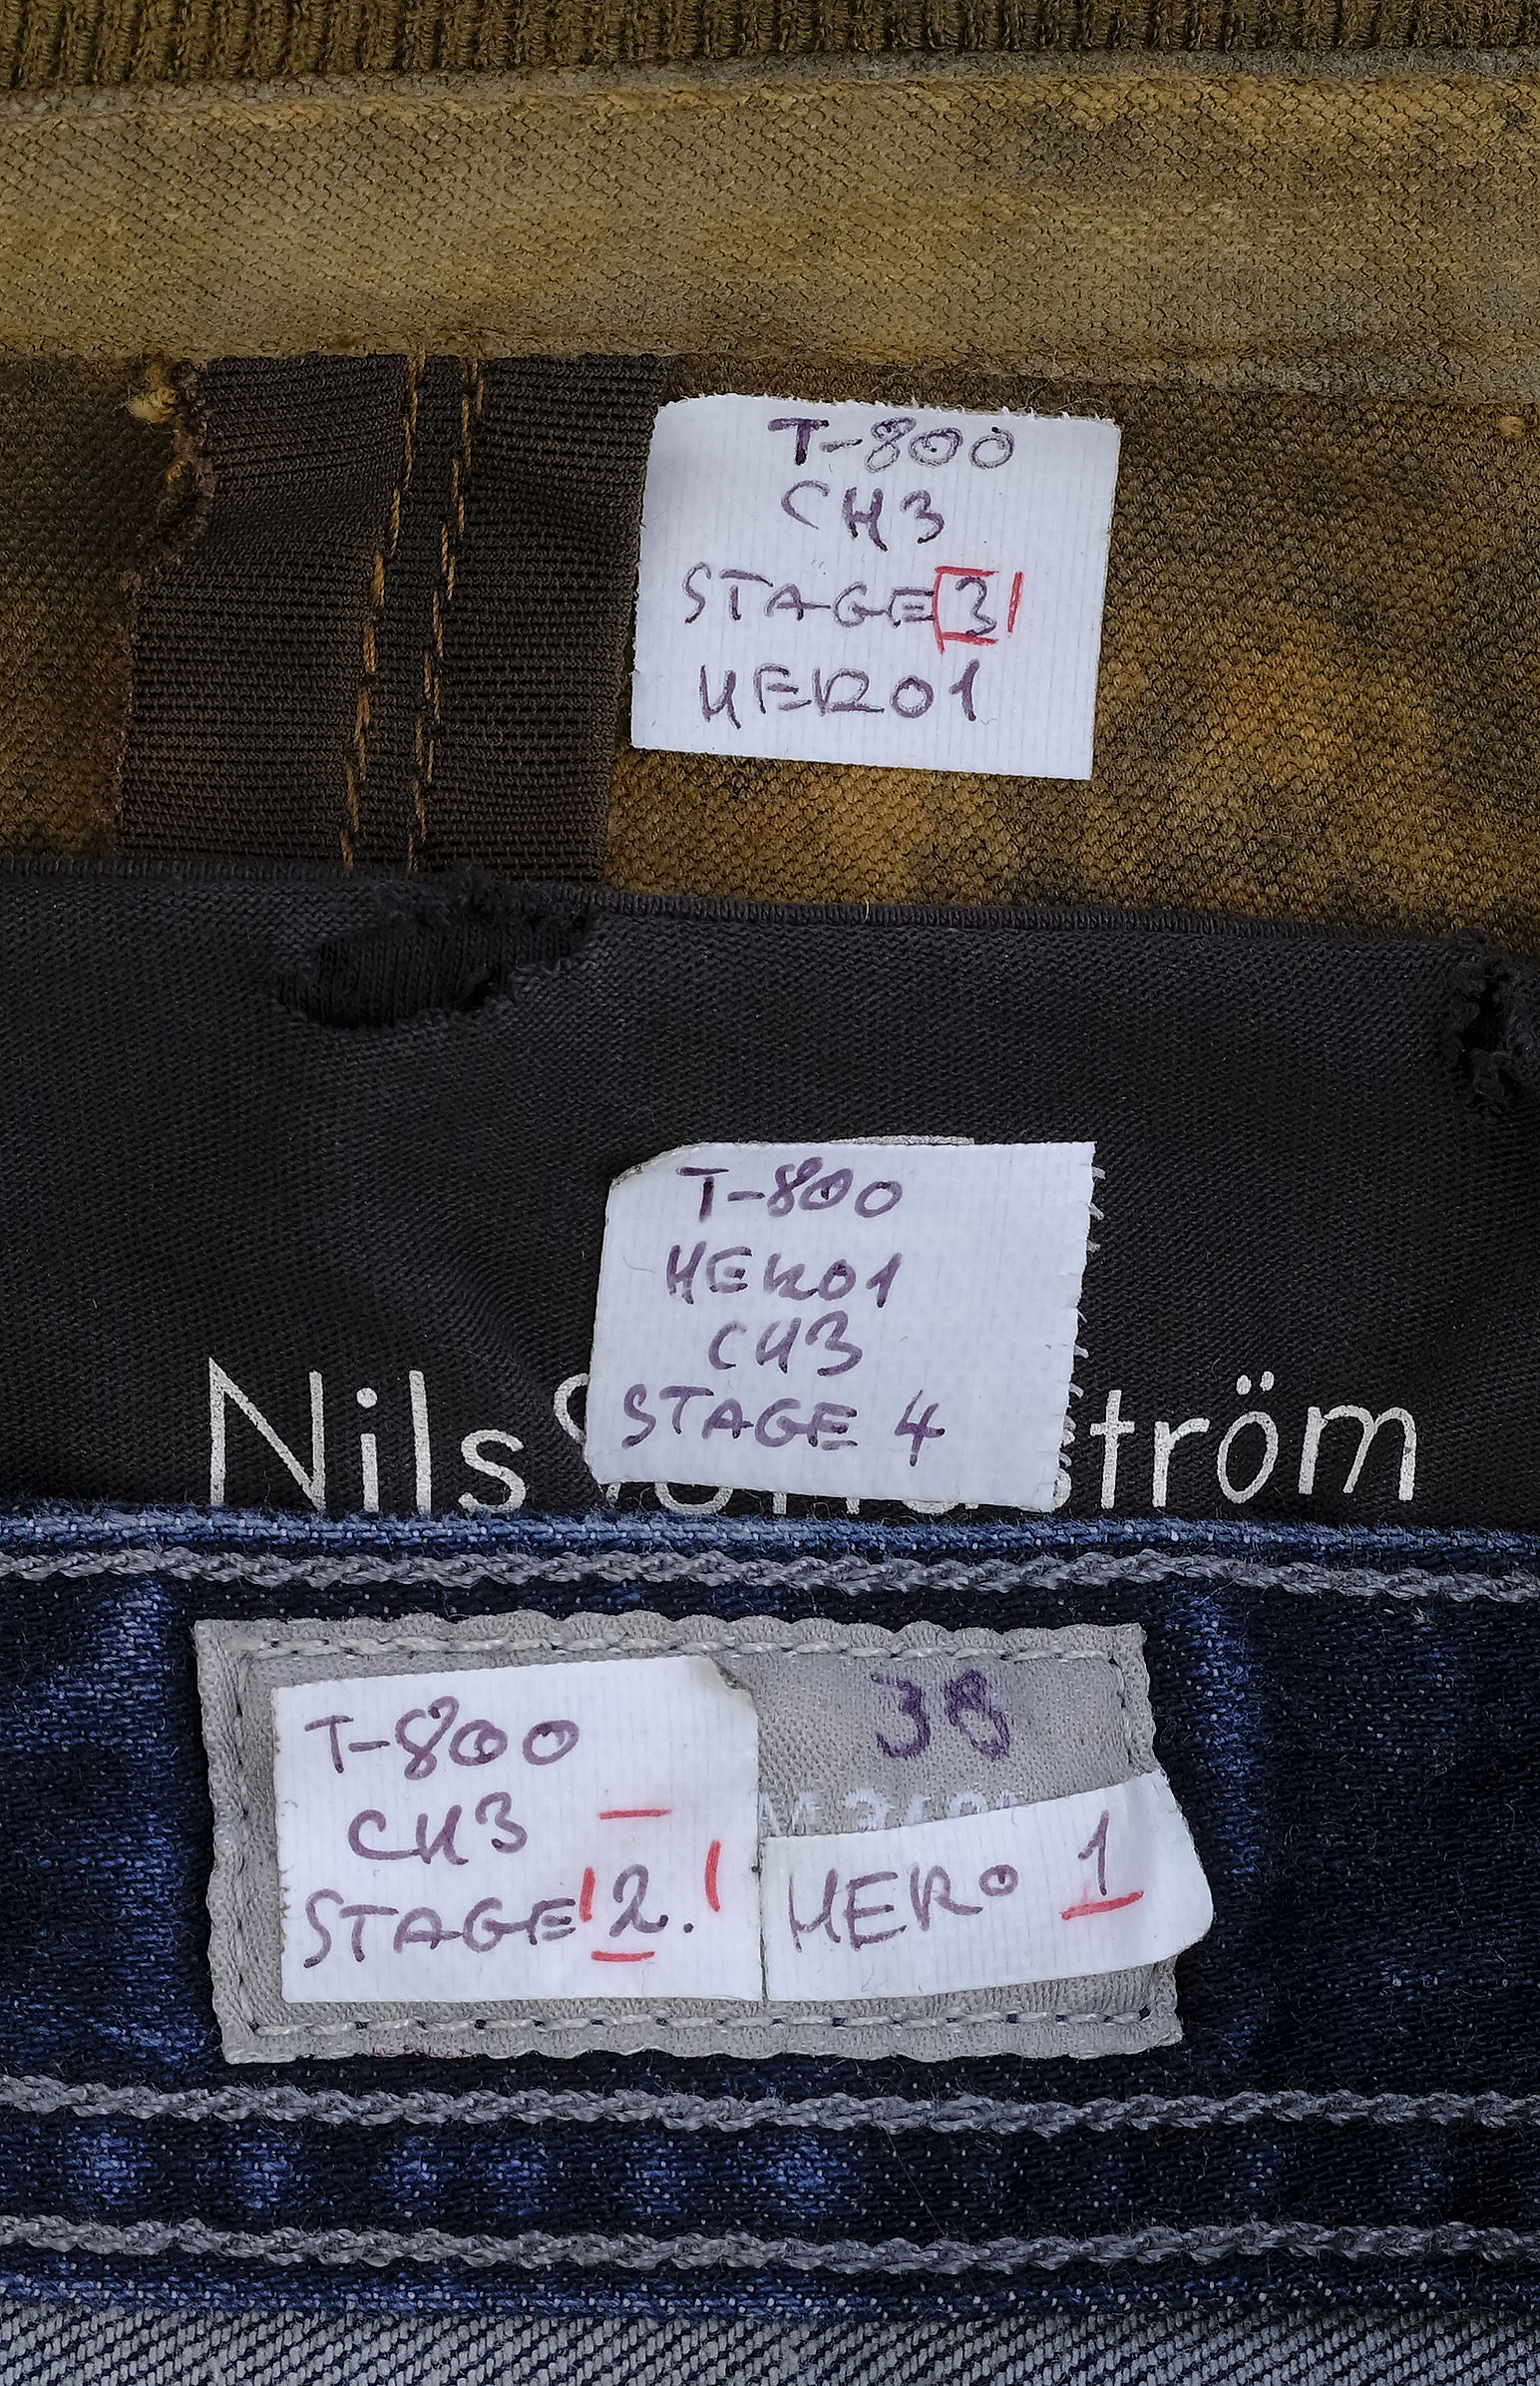 T-800
CH3
STAGE 3
HERO1
T-800
HERO1
CH3
STAGE 4
Nils ström
T-800
CH3
STAGE 2.
38
HERO 1